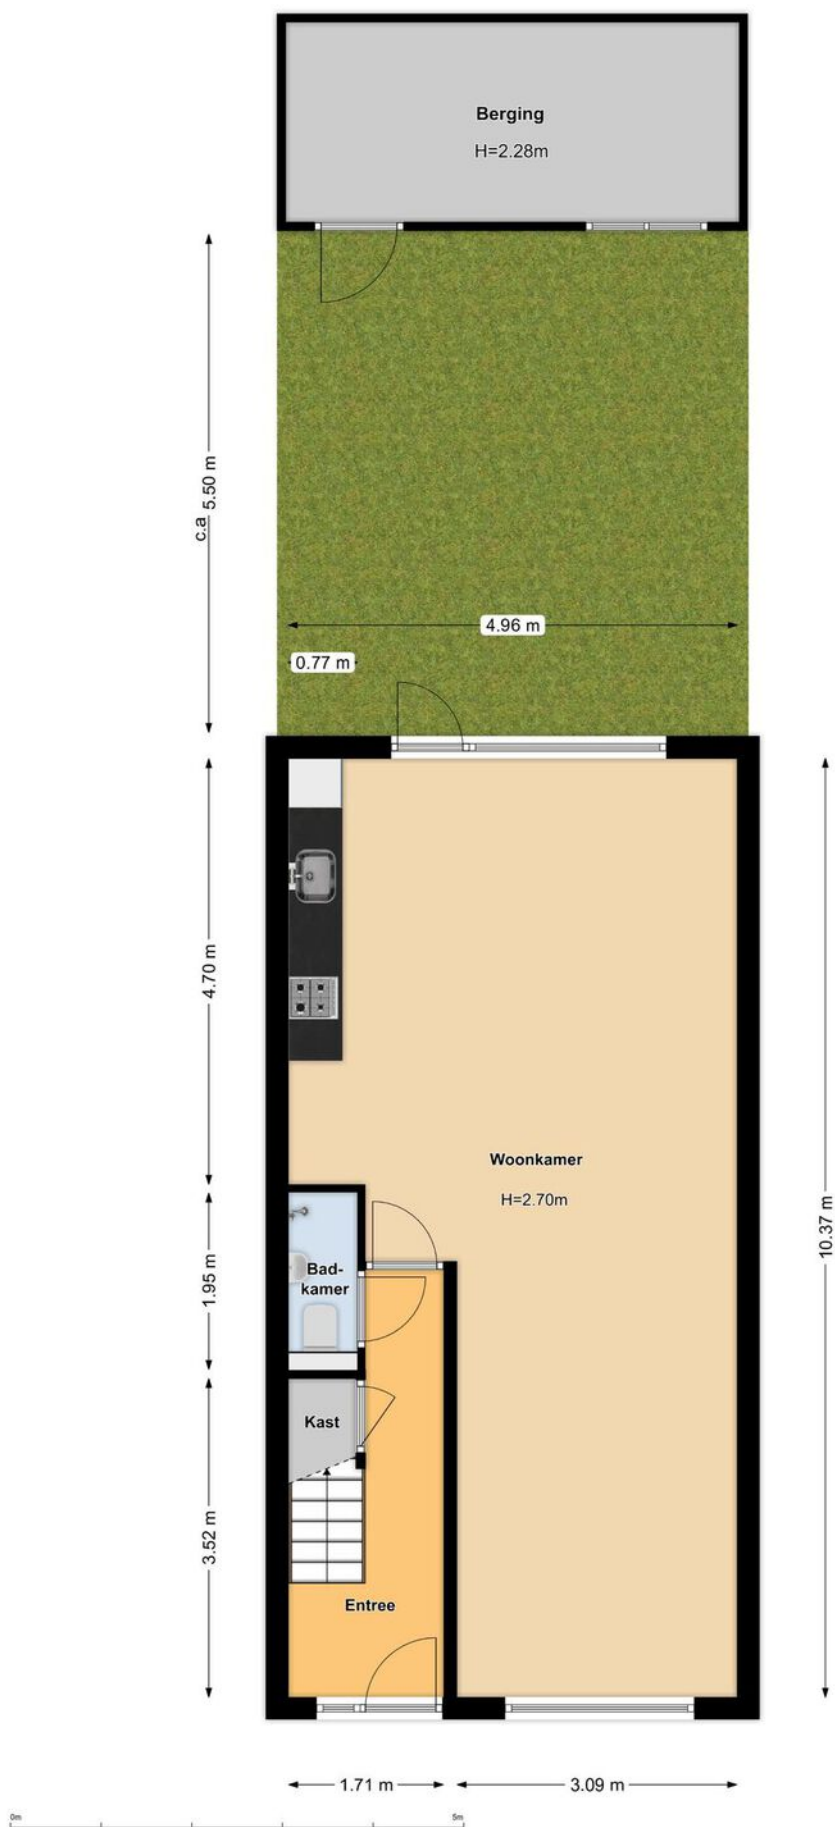 Berging
H=2.28m
c.a 5.50 m
4.96 m
0.77 m
4.70 m
Woonkamer
H=2.70m
10.37 m
1.95 m
Bad-
kamer
Kast
3.52 m
Entree
1.71 m
3.09 m
0m
5m